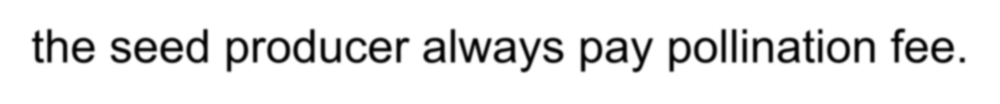 the seed producer always pay pollination fee.